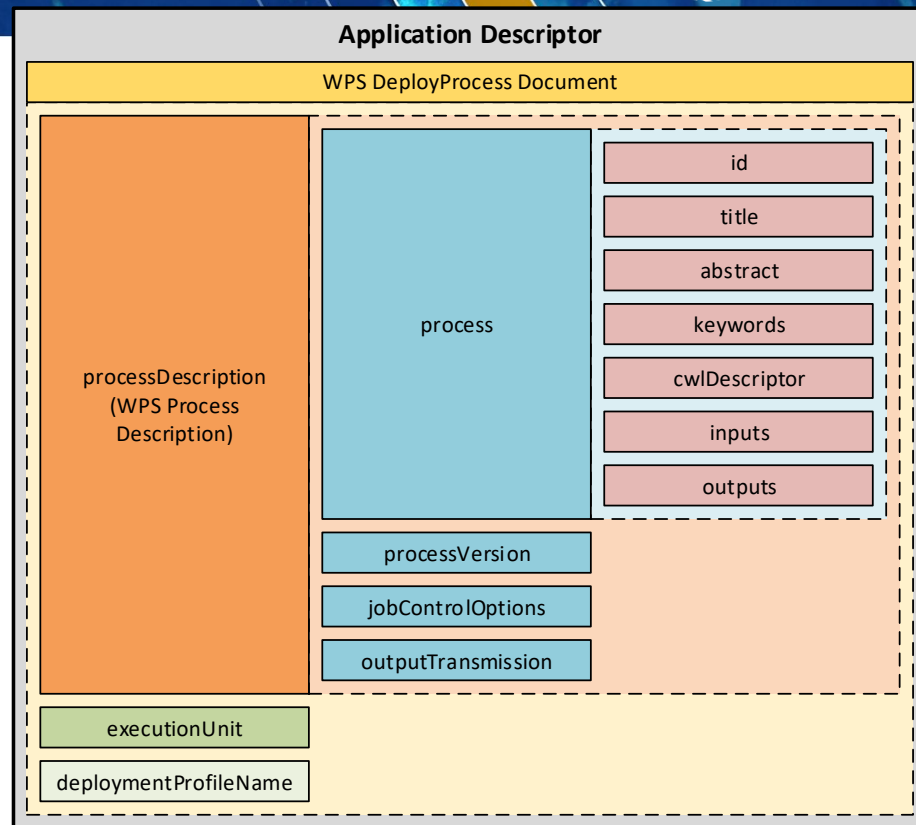 Application Descriptor
WPS DeployProcess Document
processDescription
(WPS Process
Description)
process
id
title
abstract
keywords
cwlDescriptor
inputs
outputs
processVersion
jobControlOptions
outputTransmission
executionUnit
deploymentProfileName